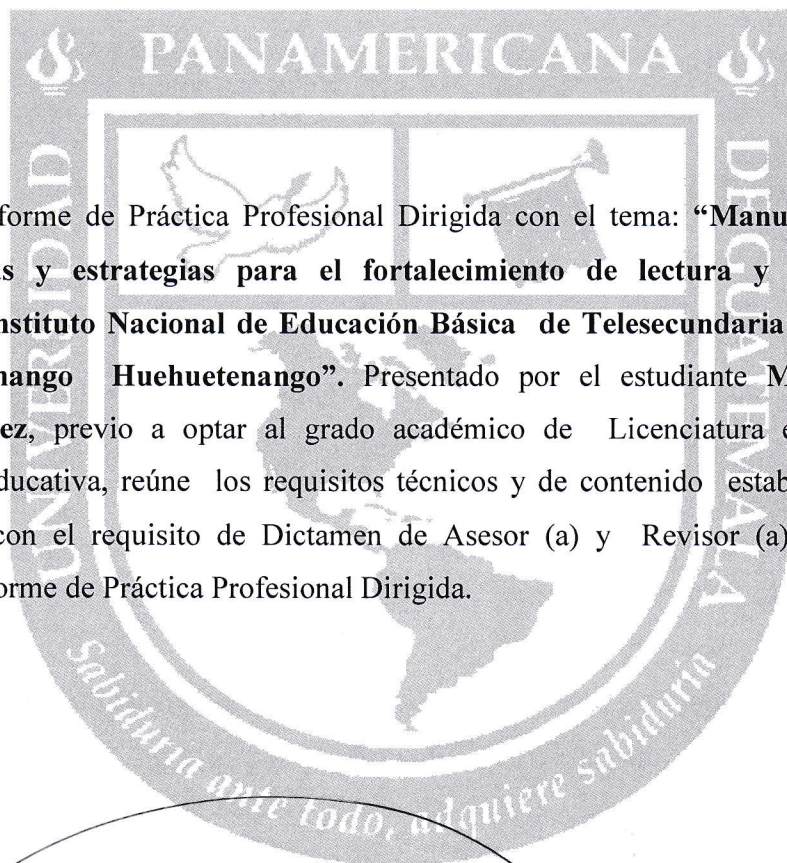 PANAMERICANA
UNIVERSIDAD
DE GUATEMALA
forme de Práctica Profesional Dirigida con el tema: “Manu
s y estrategias para el fortalecimiento de lectura y
nstituto Nacional de Educación Básica de Telesecundaria
nango Huehuetenango”. Presentado por el estudiante M
ez, previo a optar al grado académico de Licenciatura e
ducativa, reúne los requisitos técnicos y de contenido estab
con el requisito de Dictamen de Asesor (a) y Revisor (a)
orme de Práctica Profesional Dirigida.
Sabiduría ante todo, adquiere sabiduría